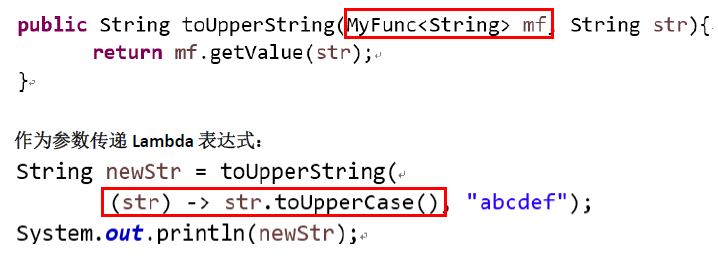 public String toUpperString(MyFunc<String> mf, String str){
return mf.getValue(str);
}
作为参数传递 Lambda 表达式：
String newStr = toUpperString(
(str) -> str.toUpperCase(), "abcdef");
System.out.println(newStr);